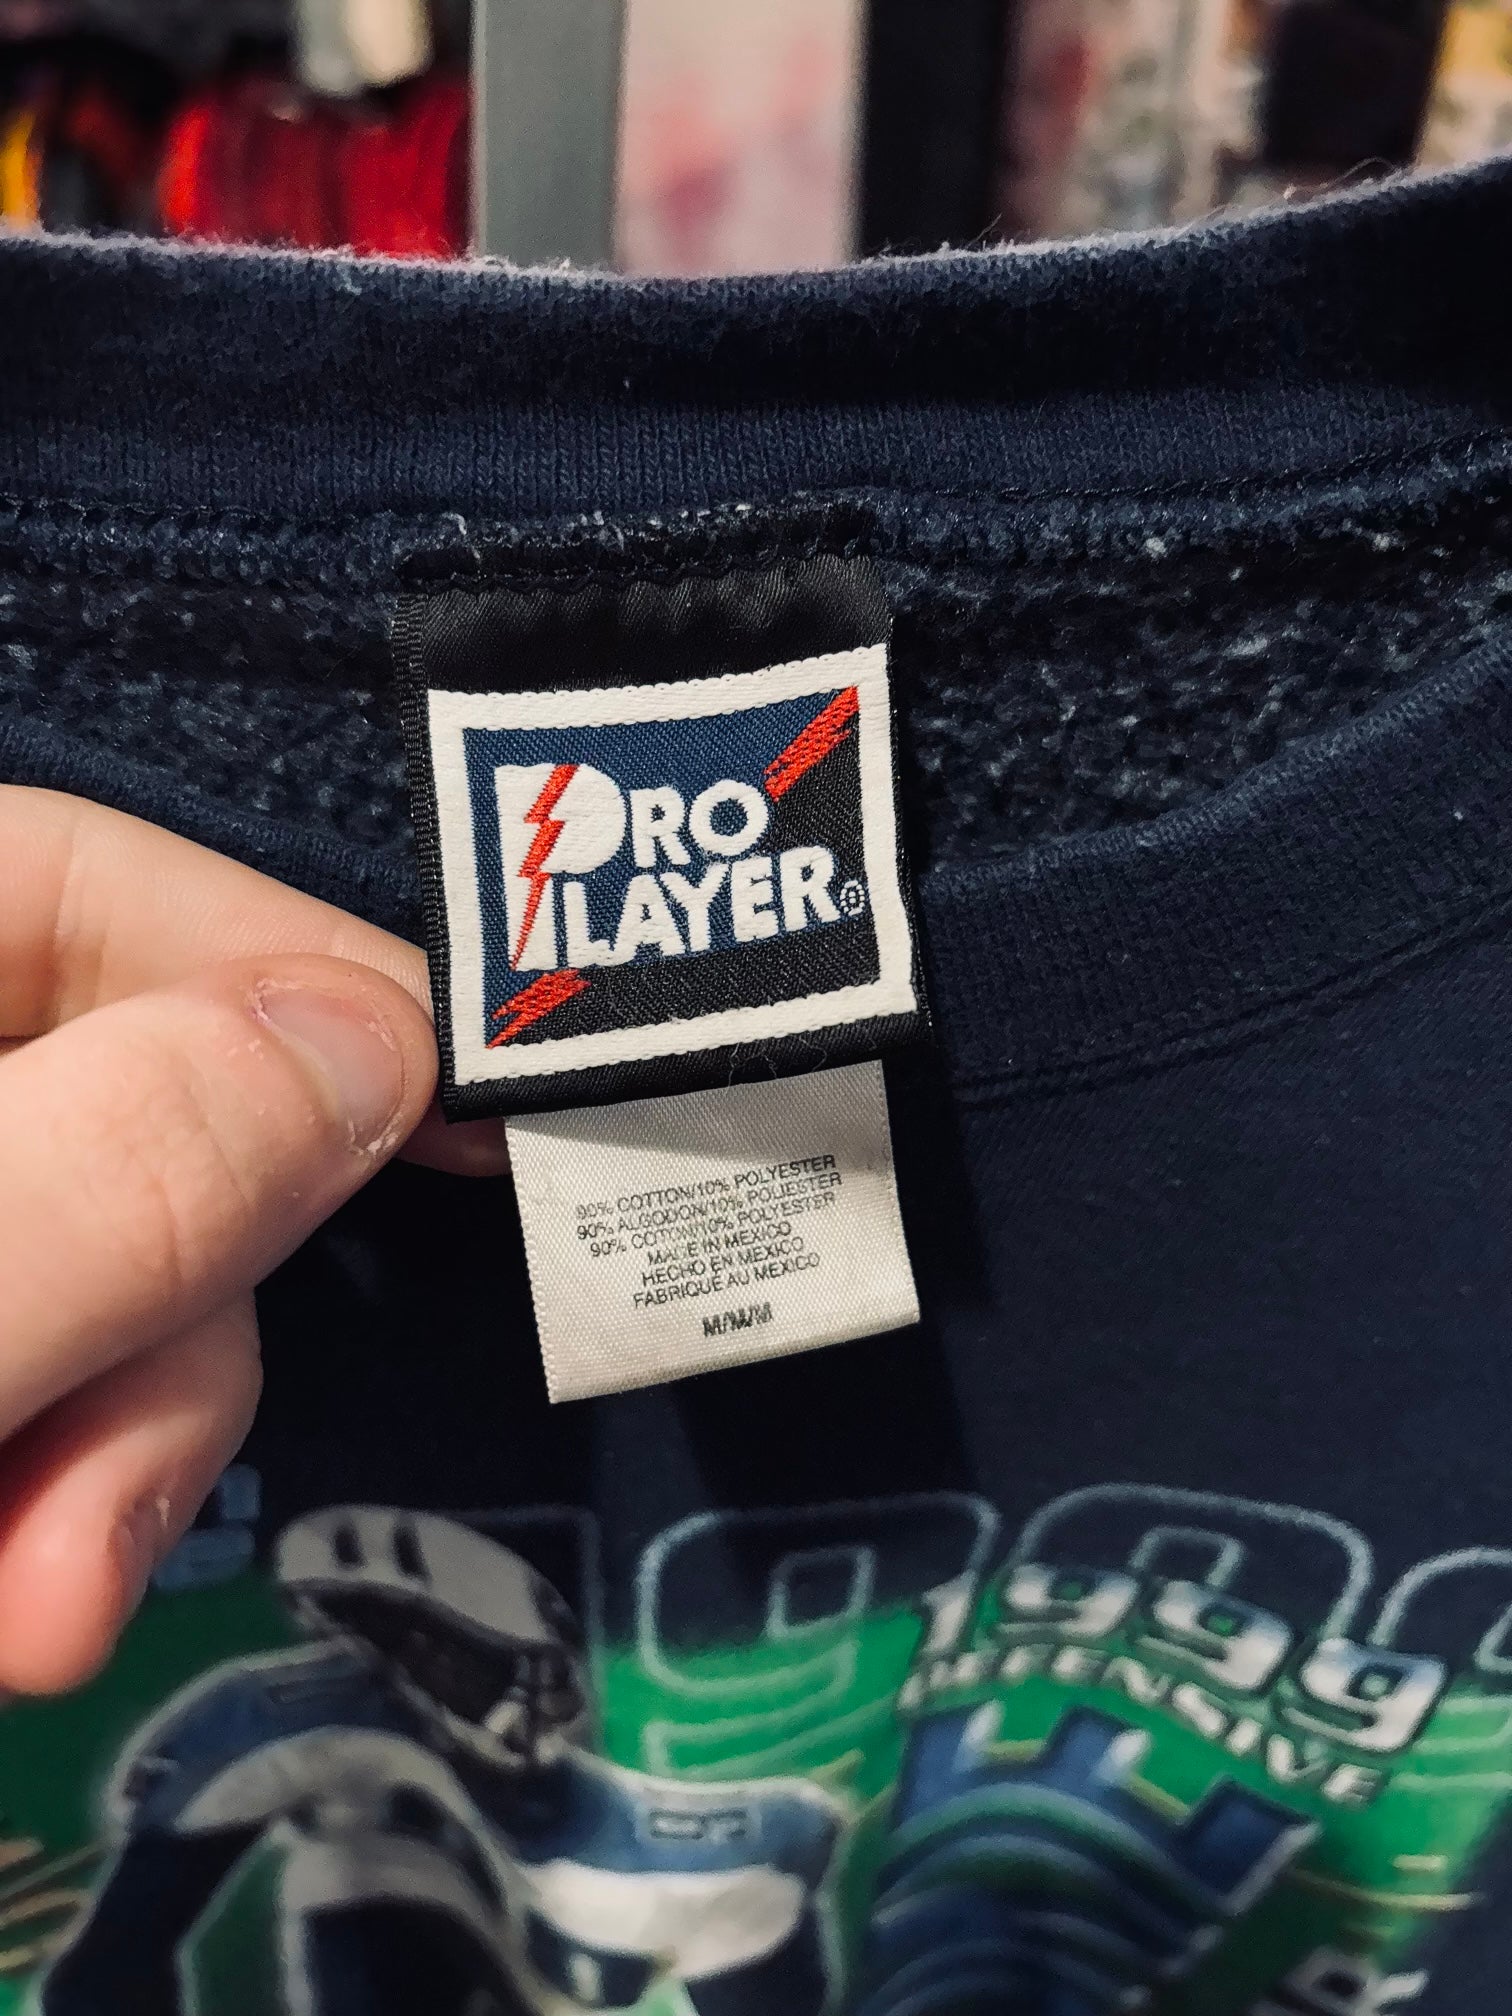 PRO
PLAYER®
90% COTTON/10% POLYESTER
90% ALGODON/10% POLIESTER
90% COTON/10% POLYESTER
MADE IN MEXICO
HECHO EN MEXICO
FABRIQUE AU MEXICO
M/M/M
1999
DEFENSIVE